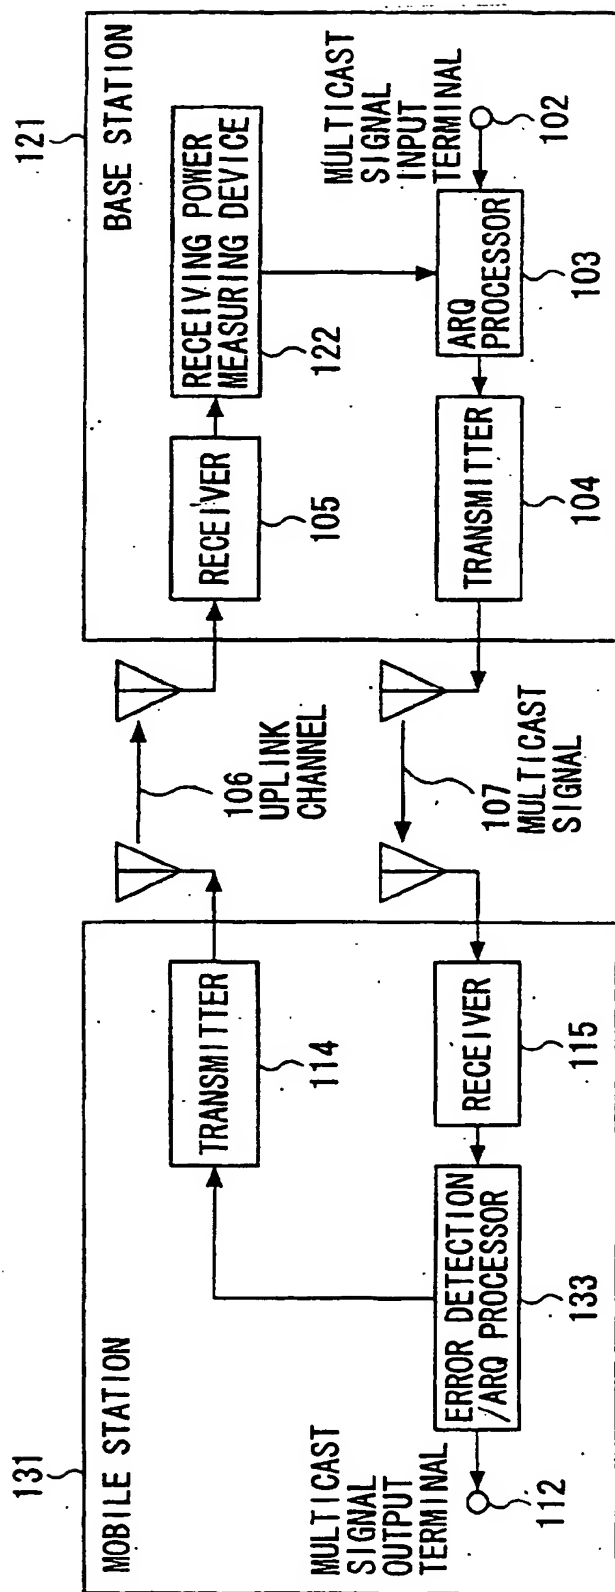 131
MOBILE STATION
TRANSMITTER
114
MULTICAST
SIGNAL
OUTPUT
TERMINAL
112
ERROR DETECTION
/ARQ PROCESSOR
133
RECEIVER
115
106
UPLINK
CHANNEL
107
MULTICAST
SIGNAL
121
BASE STATION
RECEIVER
105
RECEIVING POWER
MEASURING DEVICE
122
TRANSMITTER
104
ARQ
PROCESSOR
103
MULTICAST
SIGNAL
INPUT
TERMINAL
102